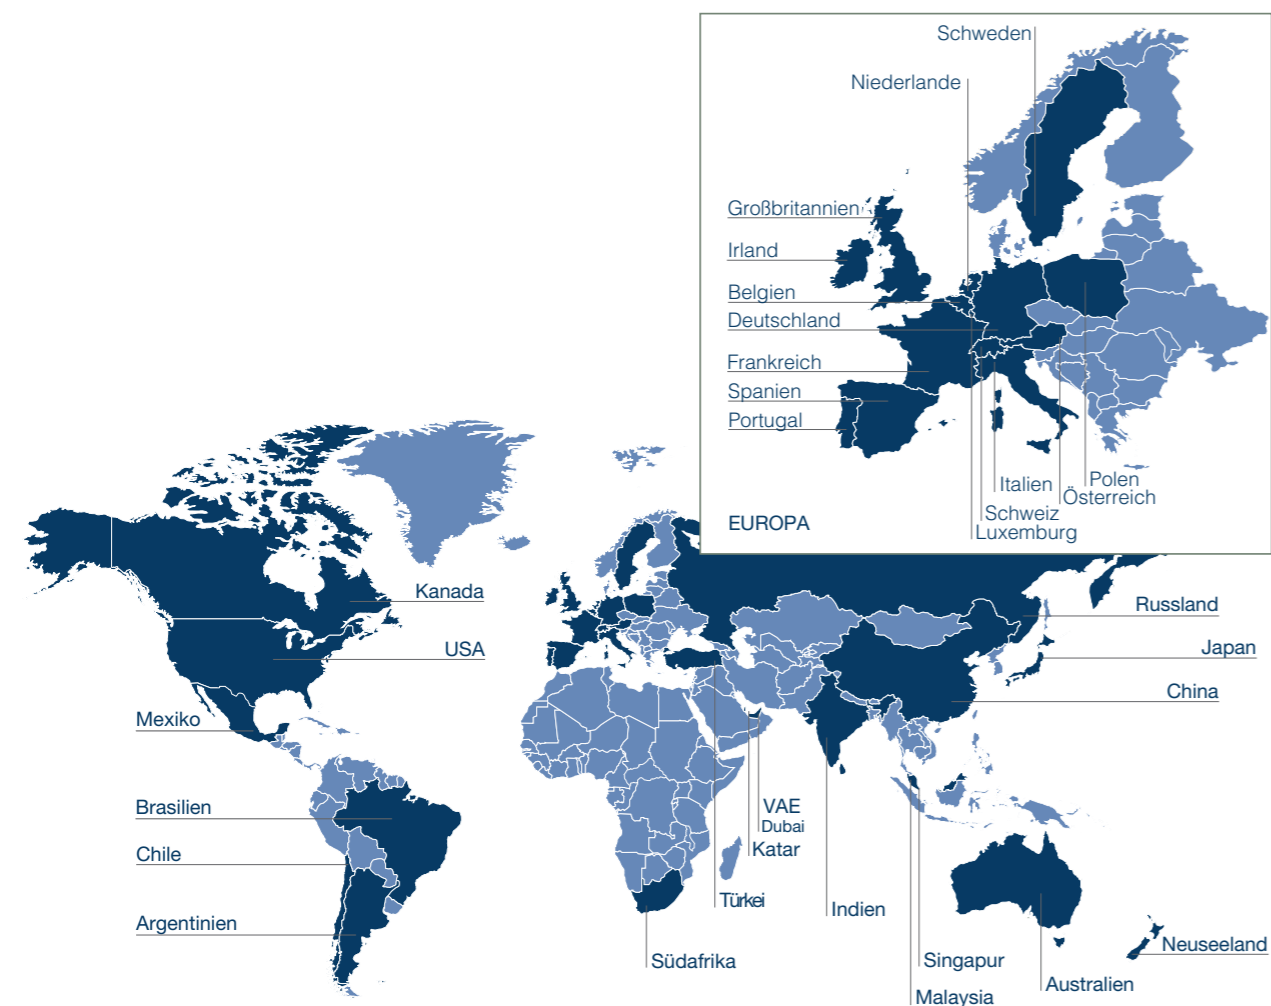 Schweden
Niederlande
Großbritannien
Irland
Belgien
Deutschland
Frankreich
Spanien
Portugal
Italien
Polen
Österreich
Schweiz
Luxemburg
EUROPA
Kanada
USA
Mexiko
Brasilien
Chile
Argentinien
Russland
Japan
China
VAE
Dubai
Katar
Türkei
Indien
Südafrika
Singapur
Malaysia
Australien
Neuseeland